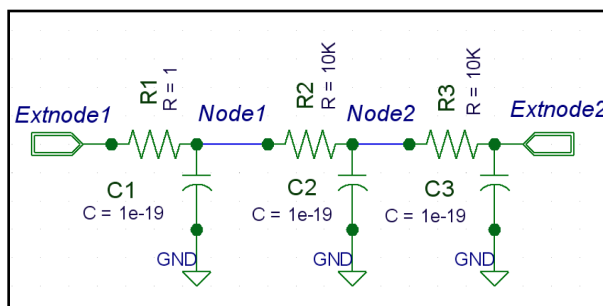 Extnode1
R1
R = 1
Node1
R2
R = 10K
Node2
R3
R = 10K
Extnode2
C1
C = 1e-19
C2
C = 1e-19
C3
C = 1e-19
GND
GND
GND